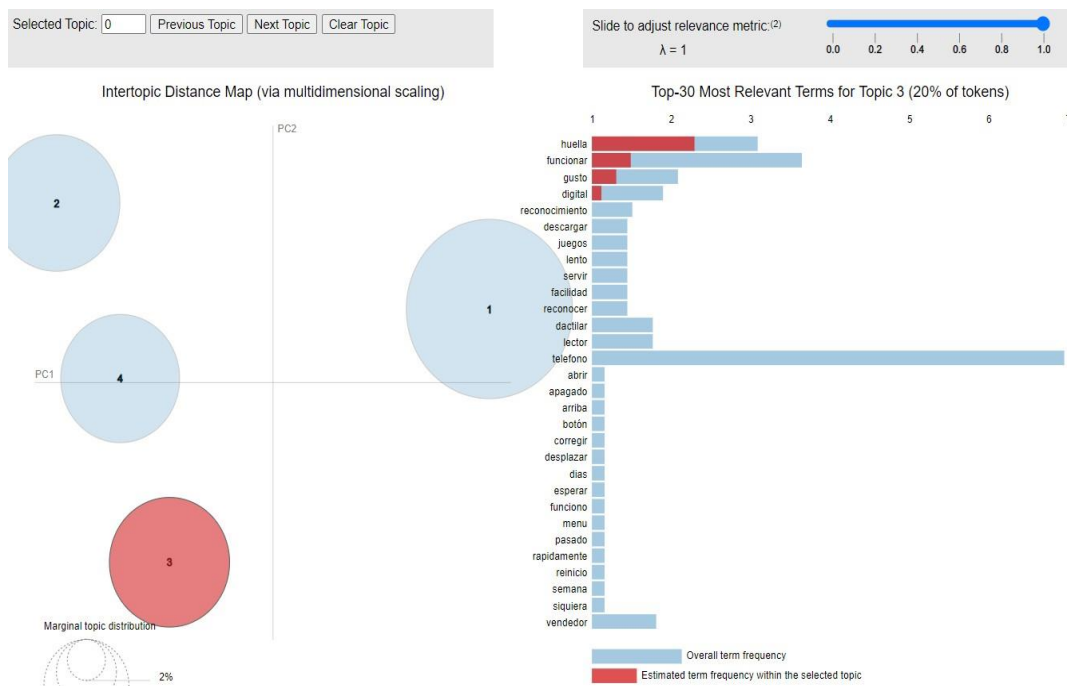 Selected Topic: 0 Previous Topic Next Topic Clear Topic
Slide to adjust relevance metric:(2)
λ = 1
0.0 0.2 0.4 0.6 0.8 1.0
Intertopic Distance Map (via multidimensional scaling)
PC2
PC1
2
1
4
3
Marginal topic distribution
2%
Top-30 Most Relevant Terms for Topic 3 (20% of tokens)
1 2 3 4 5 6
huella
funcionar
gusto
digital
reconocimiento
descargar
juegos
lento
servir
facilidad
reconocer
dactilar
lector
telefono
abrir
apagado
arriba
botón
corregir
desplazar
dias
esperar
funciono
menu
pasado
rapidamente
reinicio
semana
siquiera
vendedor
Overall term frequency
Estimated term frequency within the selected topic